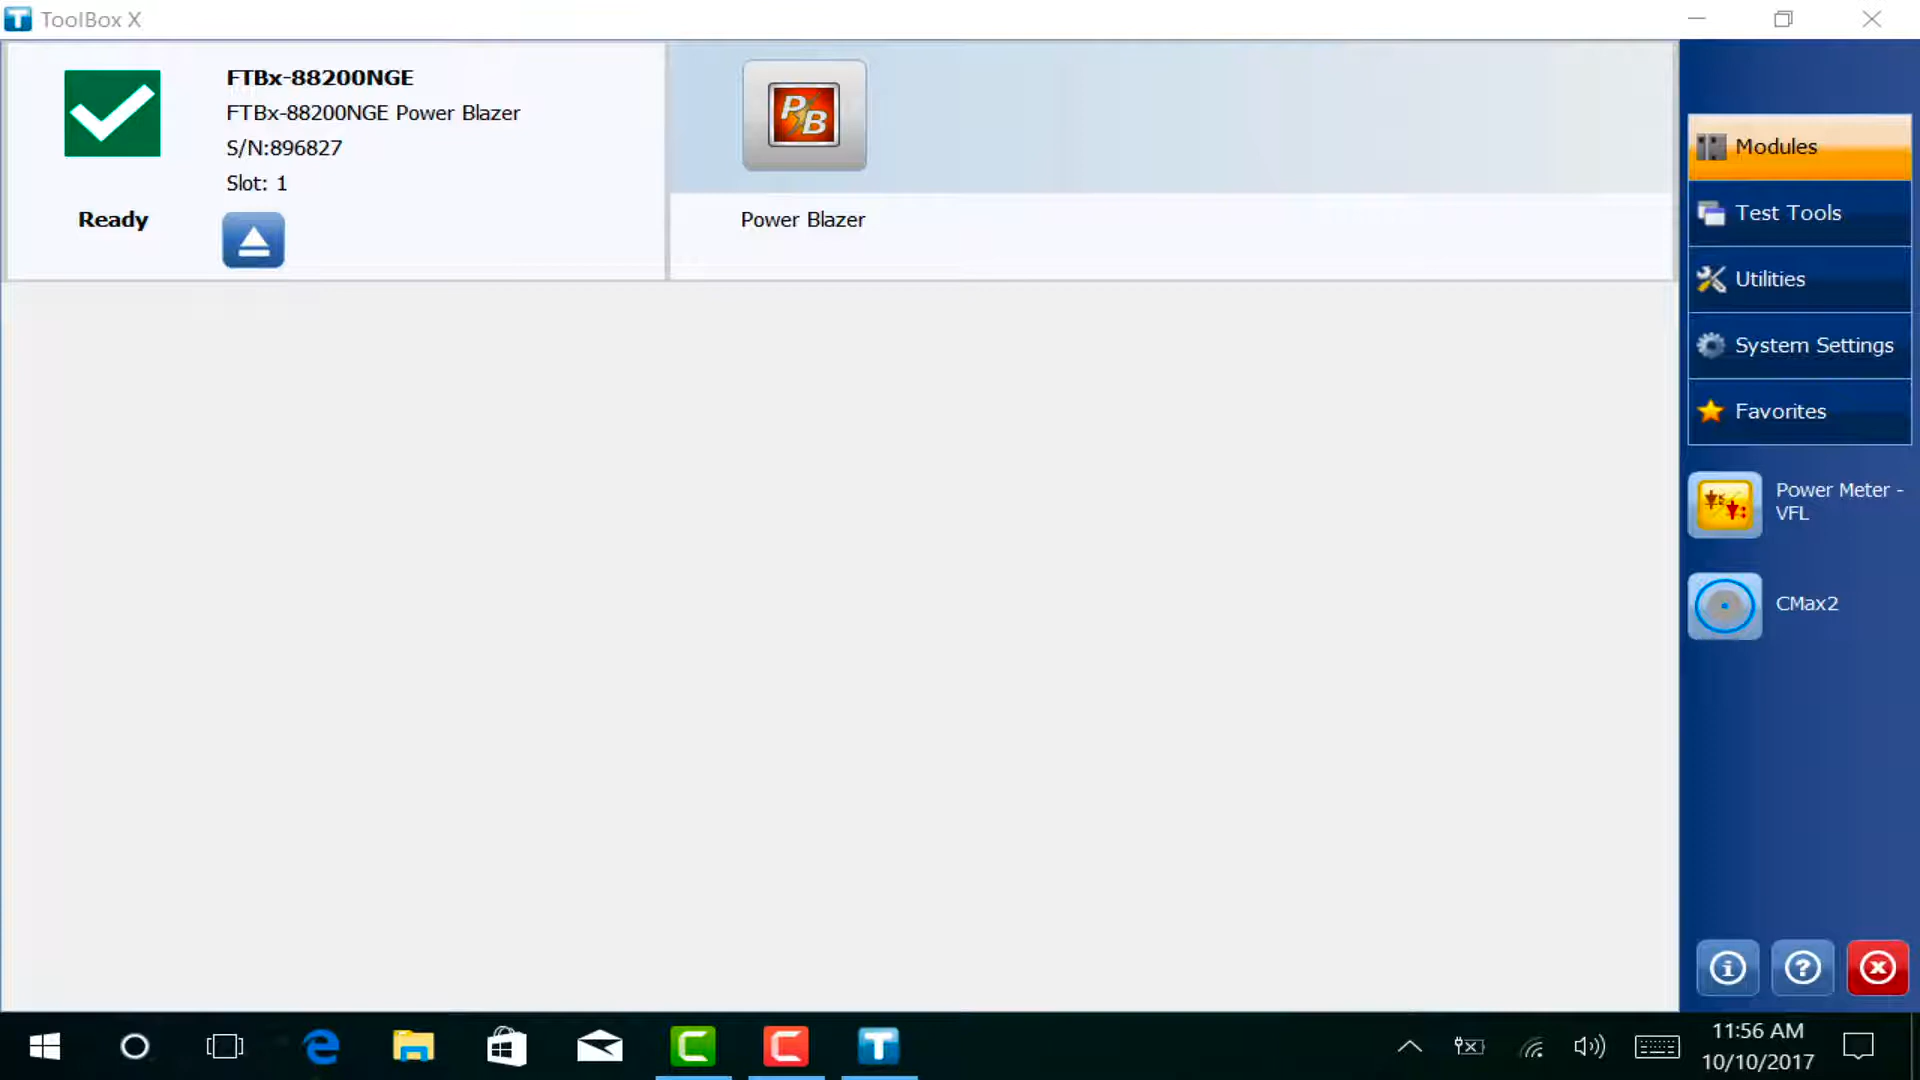 ToolBox X
FTBx-88200NGE
FTBx-88200NGE Power Blazer
S/N:896827
Slot: 1
Ready
PB
Power Blazer
Modules
Test Tools
Utilities
System Settings
Favorites
Power Meter -
VFL
CMax2
11:56 AM
10/10/2017